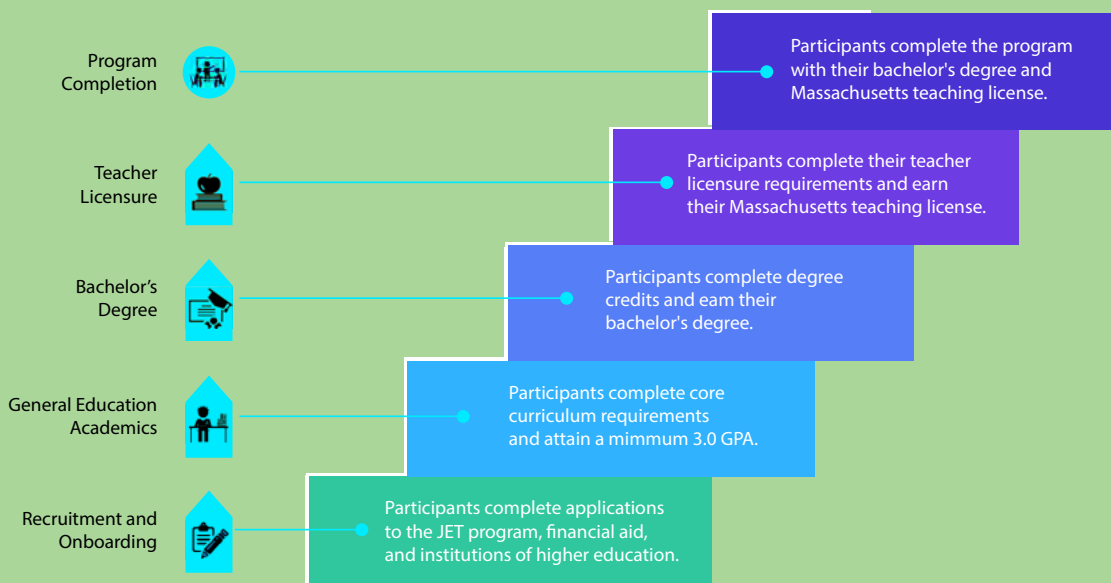 Program
Completion
Participants complete the program
with their bachelor's degree and
Massachusetts teaching license.
Teacher
Licensure
Participants complete their teacher
licensure requirements and earn
their Massachusetts teaching license.
Bachelor’s
Degree
Participants complete degree
credits and eam their
bachelor's degree.
General Education
Academics
Participants complete core
curriculum requirements
and attain a mimmum 3.0 GPA.
Recruitment and
Onboarding
Participants complete applications
to the JET program, financial aid,
and institutions of higher education.